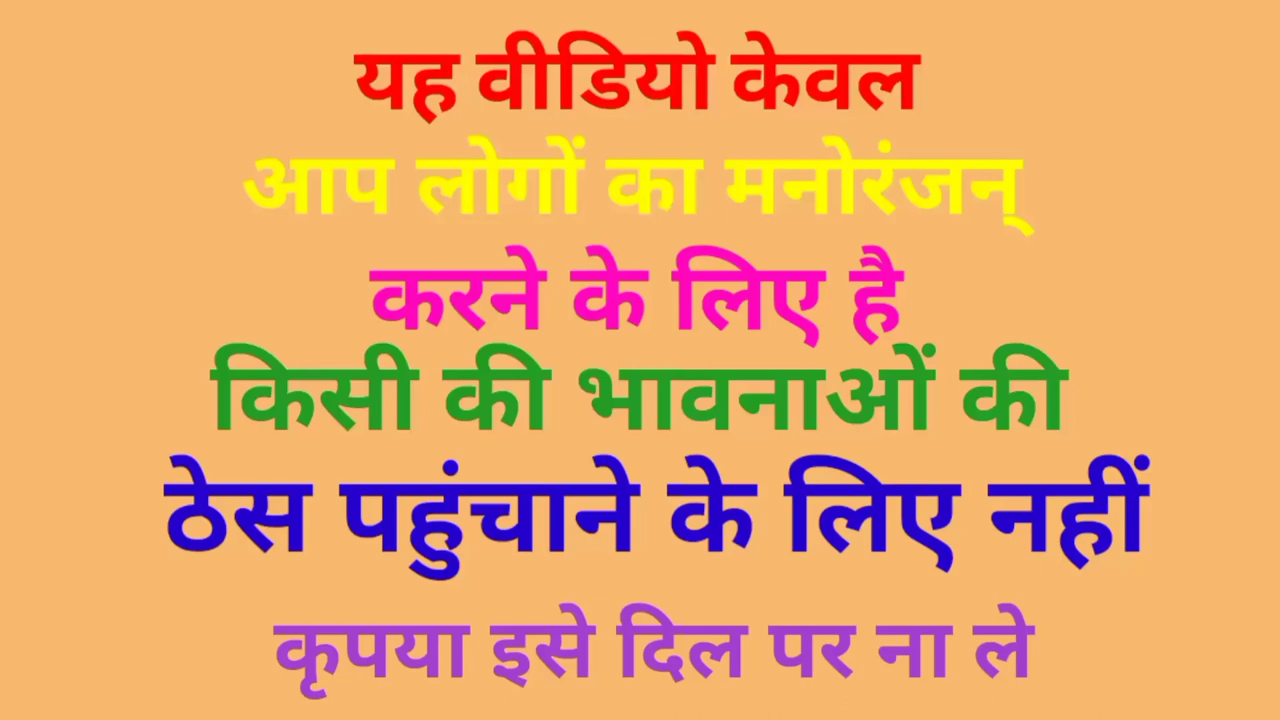 यह वीडियो केवल
आप लोगों का मनोरंजन्
करने के लिए है
किसी की भावनाओं की
ठेस पहुंचाने के लिए नहीं
कृपया इसे दिल पर ना ले